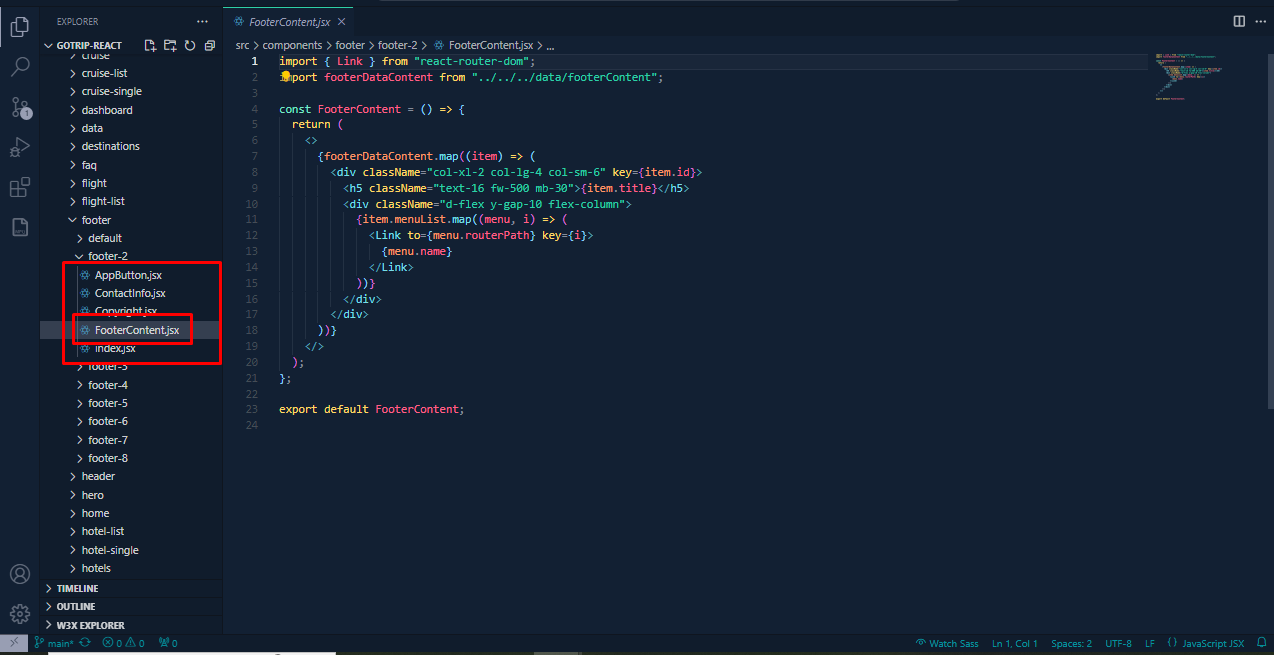 EXPLORER
FooterContent.jsx
GOTRIP-REACT
src > components > footer > footer-2 > FooterContent.jsx > ...
cruise
cruise-list
cruise-single
dashboard
data
destinations
faq
flight
flight-list
footer
default
footer-2
AppButton.jsx
ContactInfo.jsx
Copyright.jsx
FooterContent.jsx
index.jsx
footer-3
footer-4
footer-5
footer-6
footer-7
footer-8
header
hero
home
hotel-list
hotel-single
hotels
TIMELINE
OUTLINE
W3X EXPLORER
1
1 import { Link } from "react-router-dom";
2 import footerDataContent from "../../../data/footerContent";
3
4 const FooterContent = () => {
5 return (
6 <>
7 {footerDataContent.map((item) => (
8 <div className="col-xl-2 col-lg-4 col-sm-6" key={item.id}>
9 <h5 className="text-16 fw-500 mb-30">{item.title}</h5>
10 <div className="d-flex y-gap-10 flex-column">
11 {item.menuList.map((menu, i) => (
12 <Link to={menu.routerPath} key={i}>
13 {menu.name}
14 </Link>
15 ))}
16 </div>
17 </div>
18 ))}
19 </>
20 );
21 };
22
23 export default FooterContent;
24
main* 0 0 0 Watch Sass Ln 1, Col 1 Spaces: 2 UTF-8 LF {} JavaScript JSX